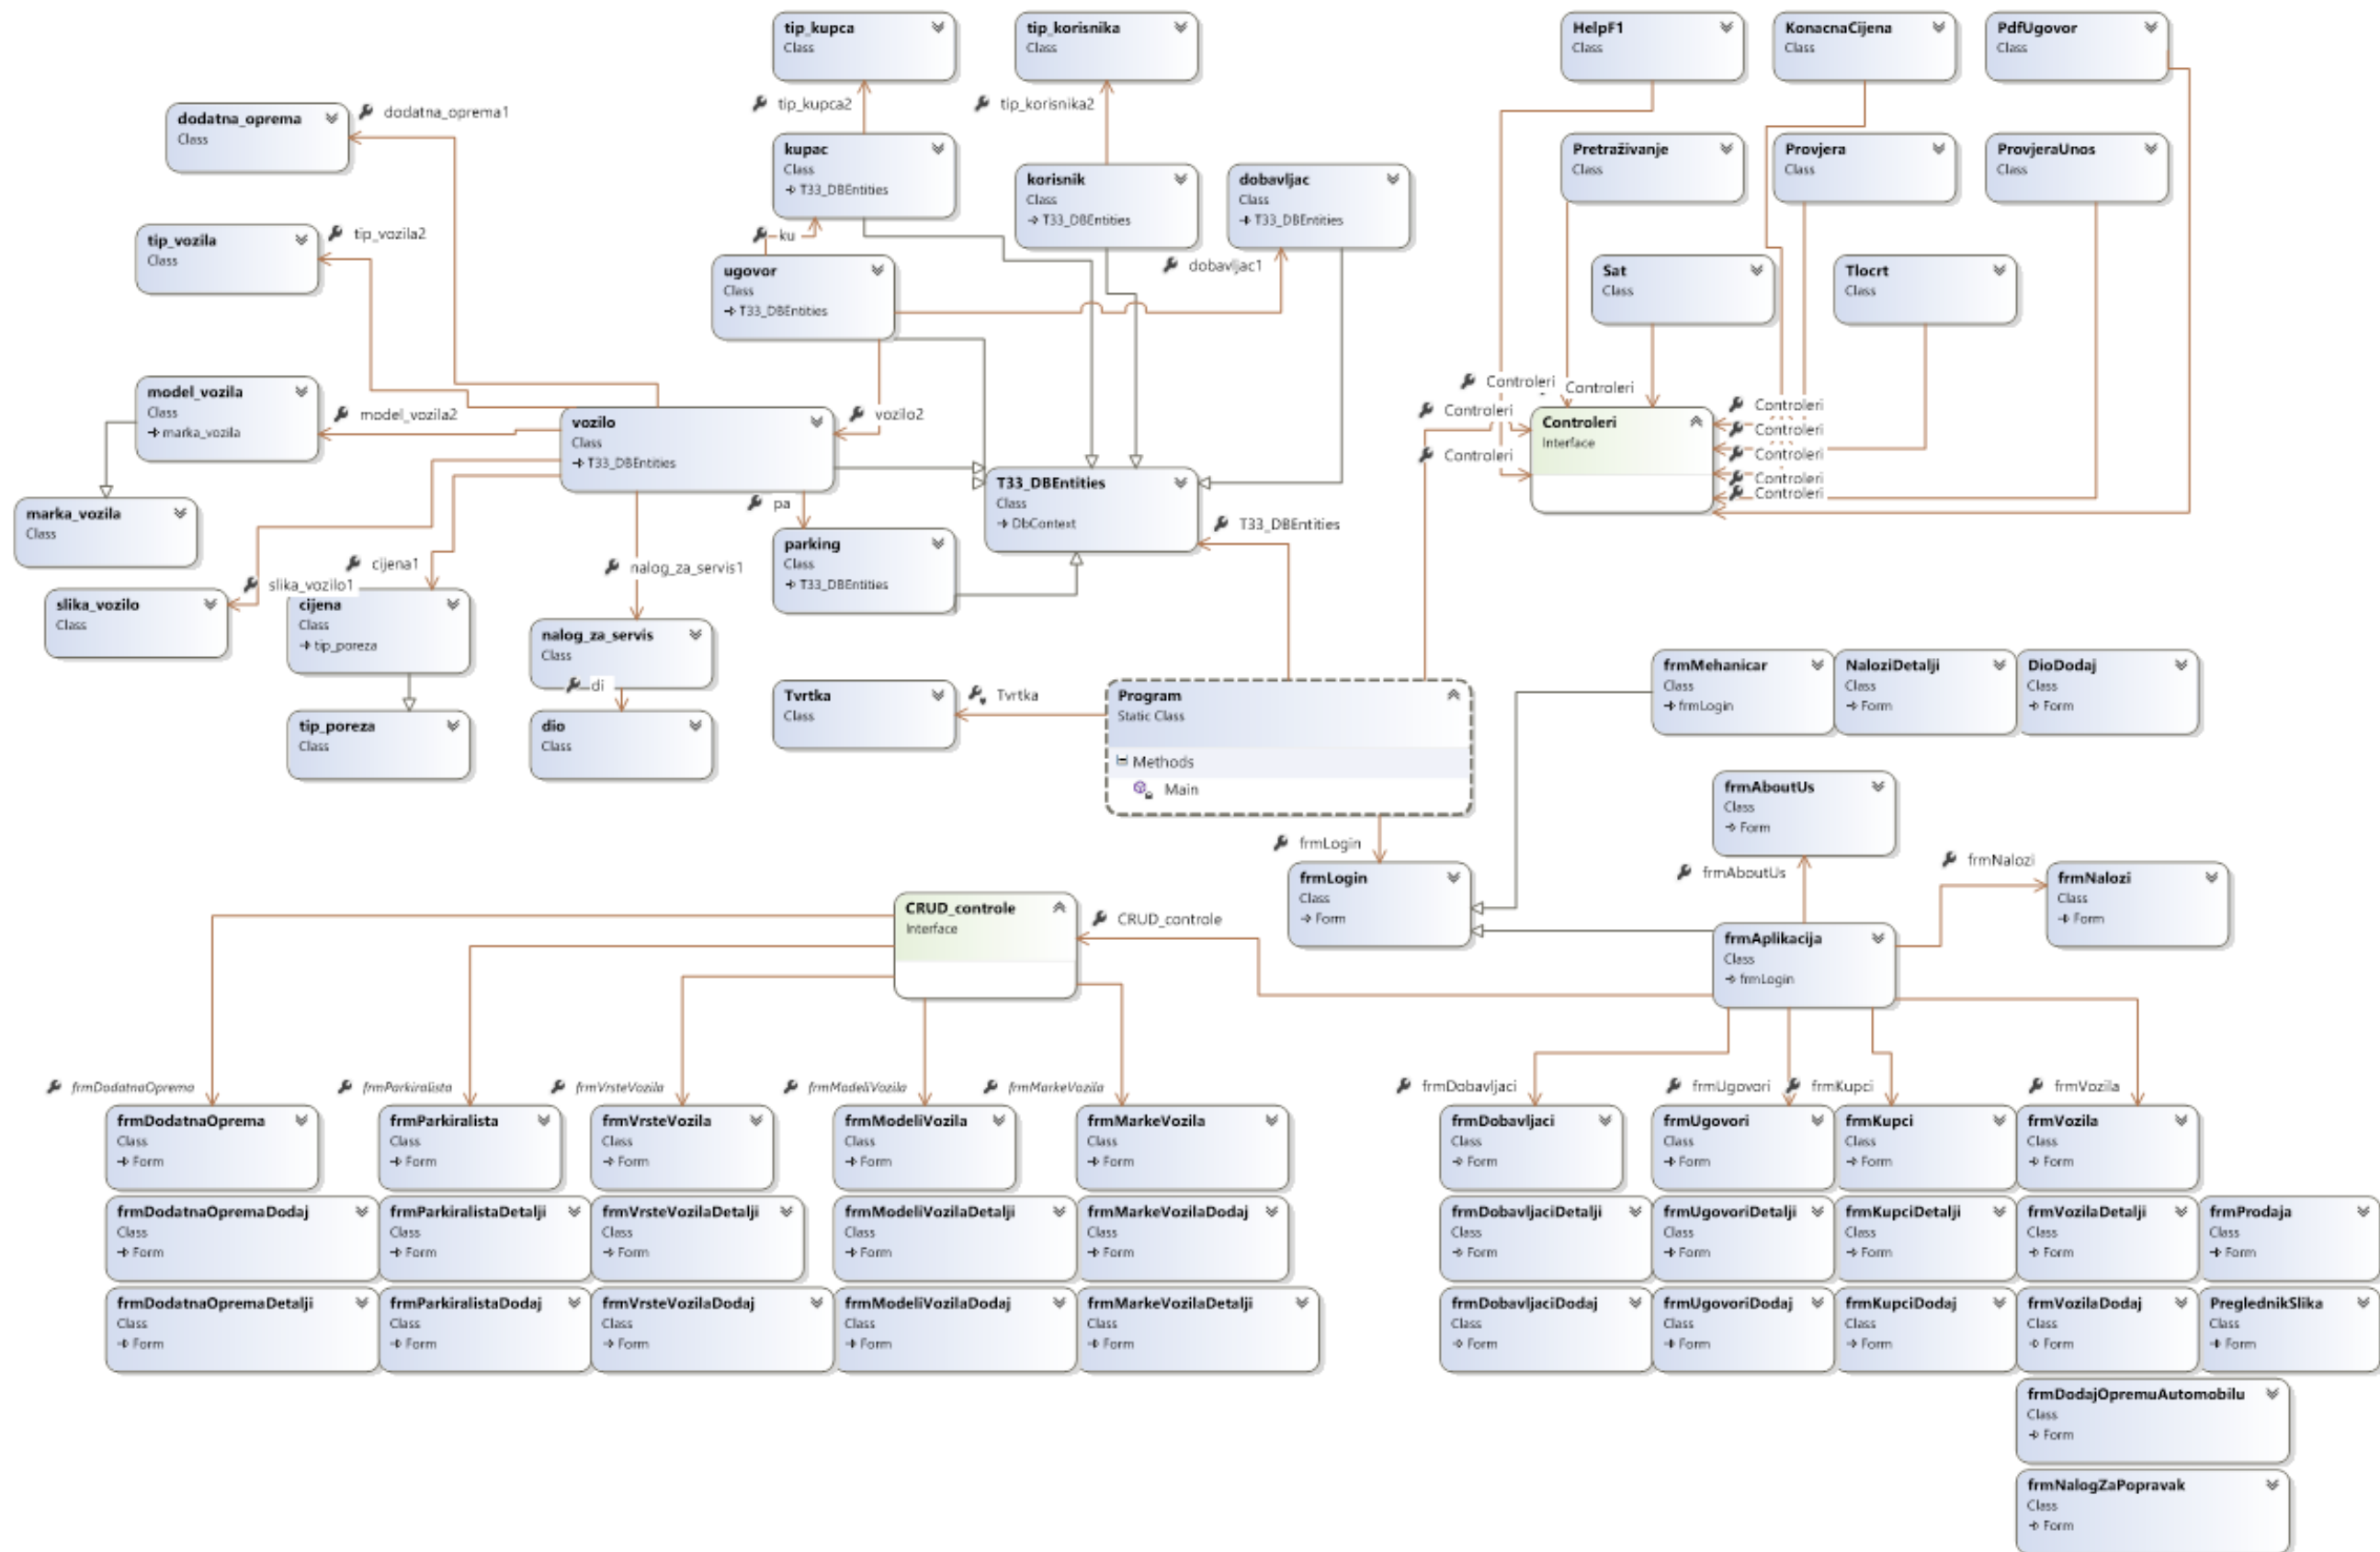 tip_kupca
Class
tip_korisnika
Class
HelpF1
Class
KonacnaCijena
Class
PdfUgovor
Class
tip_kupca2
tip_korisnika2
dodatna_oprema
Class
dodatna_oprema1
kupac
Class
T33_DBEntities
korisnik
Class
T33_DBEntities
dobavljac
Class
T33_DBEntities
Pretraživanje
Class
Provjera
Class
ProvjeraUnos
Class
tip_vozila
Class
tip_vozila2
ku
ugovor
Class
T33_DBEntities
dobavljac1
Sat
Class
Tlocrt
Class
model_vozila
Class
marka_vozila
model_vozila2
vozilo
Class
T33_DBEntities
vozilo2
Controleri
Controleri
Controleri
Controleri
Controleri
Interface
Controleri
Controleri
Controleri
Controleri
Controleri
Controleri
marka_vozila
Class
T33_DBEntities
Class
DbContext
T33_DBEntities
pa
parking
Class
T33_DBEntities
cijena1
slika_vozilo1
nalog_za_servis1
slika_vozilo
Class
cijena
Class
tip_poreza
nalog_za_servis
Class
di
tip_poreza
Class
dio
Class
Tvrtka
Class
Tvrtka
Program
Static Class
Methods
Main
frmMehanicar
Class
frmLogin
NaloziDetalji
Class
Form
DioDodaj
Class
Form
frmAboutUs
Class
Form
frmLogin
frmAboutUs
frmNalozi
frmLogin
Class
Form
frmNalozi
Class
Form
CRUD_controle
Interface
CRUD_controle
frmAplikacija
Class
frmLogin
frmDodatnaOprema
frmParkiralista
frmVrsteVozila
frmModeliVozila
frmMarkeVozila
frmDobavljaci
frmUgovori
frmKupci
frmVozila
frmDodatnaOprema
Class
Form
frmParkiralista
Class
Form
frmVrsteVozila
Class
Form
frmModeliVozila
Class
Form
frmMarkeVozila
Class
Form
frmDobavljaci
Class
Form
frmUgovori
Class
Form
frmKupci
Class
Form
frmVozila
Class
Form
frmDodatnaOpremaDodaj
Class
Form
frmParkiralistaDetalji
Class
Form
frmVrsteVozilaDetalji
Class
Form
frmModeliVozilaDetalji
Class
Form
frmMarkeVozilaDodaj
Class
Form
frmDobavljaciDetalji
Class
Form
frmUgovoriDetalji
Class
Form
frmKupciDetalji
Class
Form
frmVozilaDetalji
Class
Form
frmProdaja
Class
Form
frmDodatnaOpremaDetalji
Class
Form
frmParkiralistaDodaj
Class
Form
frmVrsteVozilaDodaj
Class
Form
frmModeliVozilaDodaj
Class
Form
frmMarkeVozilaDetalji
Class
Form
frmDobavljaciDodaj
Class
Form
frmUgovoriDodaj
Class
Form
frmKupciDodaj
Class
Form
frmVozilaDodaj
Class
Form
PreglednikSlika
Class
Form
frmDodajOpremuAutomobilu
Class
Form
frmNalogZaPopravak
Class
Form